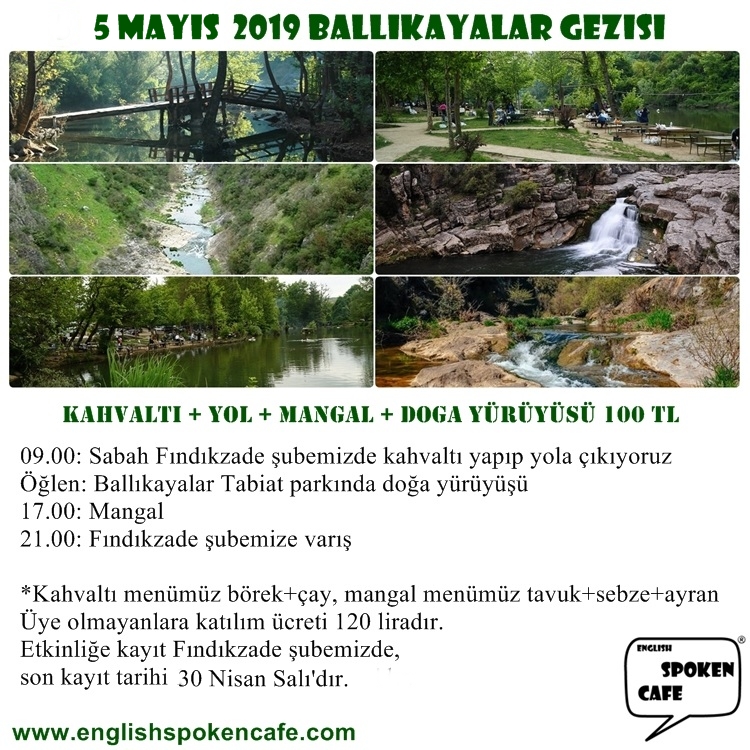 5 MAYIS 2019 BALLIKAYALAR GEZISI
KAHVALTI + YOL + MANGAL + DOGA YÜRÜYÜSÜ 100 TL
09.00: Sabah Fındıkzade şubemizde kahvaltı yapıp yola çıkıyoruz
Öğlen: Ballıkayalar Tabiat parkında doğa yürüyüşü
17.00: Mangal
21.00: Fındıkzade şubemize varış
*Kahvaltı menümüz börek+çay, mangal menümüz tavuk+sebze+ayran
Üye olmayanlara katılım ücreti 120 liradır.
Etkinliğe kayıt Fındıkzade şubemizde,
son kayıt tarihi 30 Nisan Salı'dır.
ENGLISH
SPOKEN
CAFE
®
www.englishspokencafe.com